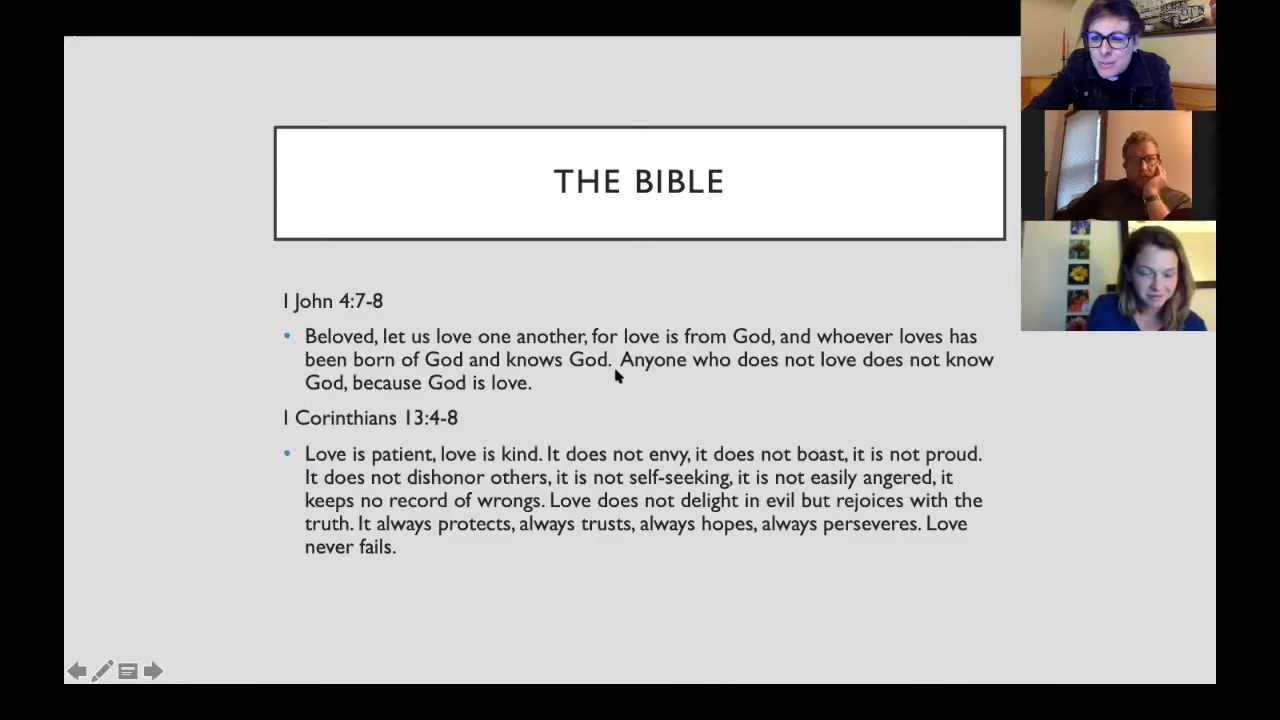 THE BIBLE
1 John 4:7-8
• Beloved, let us love one another, for love is from God, and whoever loves has
been born of God and knows God.  Anyone who does not love does not know
God, because God is love.
1 Corinthians 13:4-8
• Love is patient, love is kind. It does not envy, it does not boast, it is not proud.
It does not dishonor others, it is not self-seeking, it is not easily angered, it
keeps no record of wrongs. Love does not delight in evil but rejoices with the
truth. It always protects, always trusts, always hopes, always perseveres. Love
never fails.